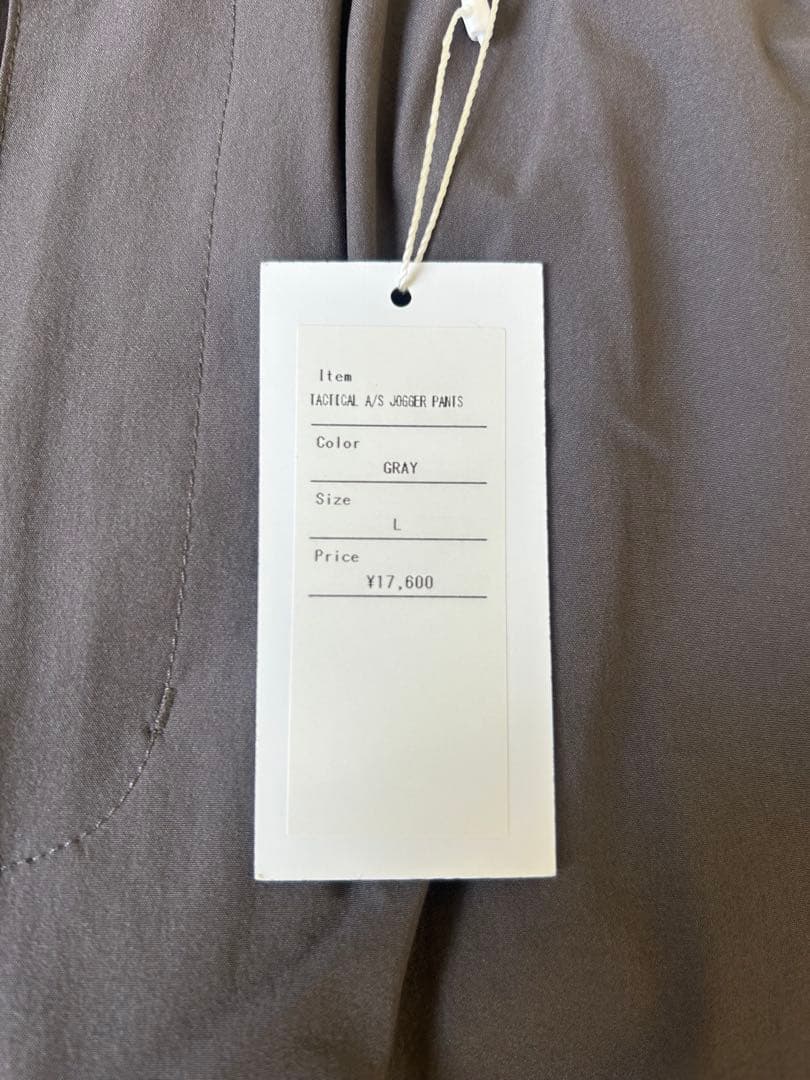 Item
TACTICAL A/S JOGGER PANTS
Color
GRAY
Size
L
Price
¥17,600